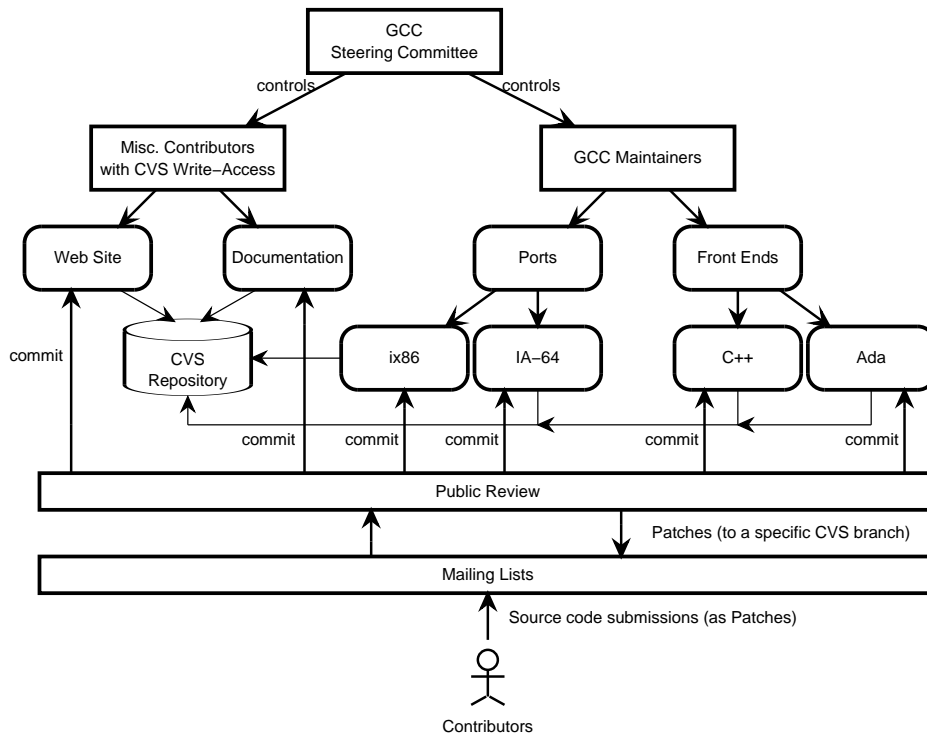 GCC
Steering Committee
controls
controls
Misc. Contributors
with CVS Write−Access
GCC Maintainers
Web Site
Documentation
Ports
Front Ends
commit
CVS
Repository
ix86
IA−64
C++
Ada
commit
commit
commit
commit
commit
Public Review
Patches (to a specific CVS branch)
Mailing Lists
Source code submissions (as Patches)
Contributors